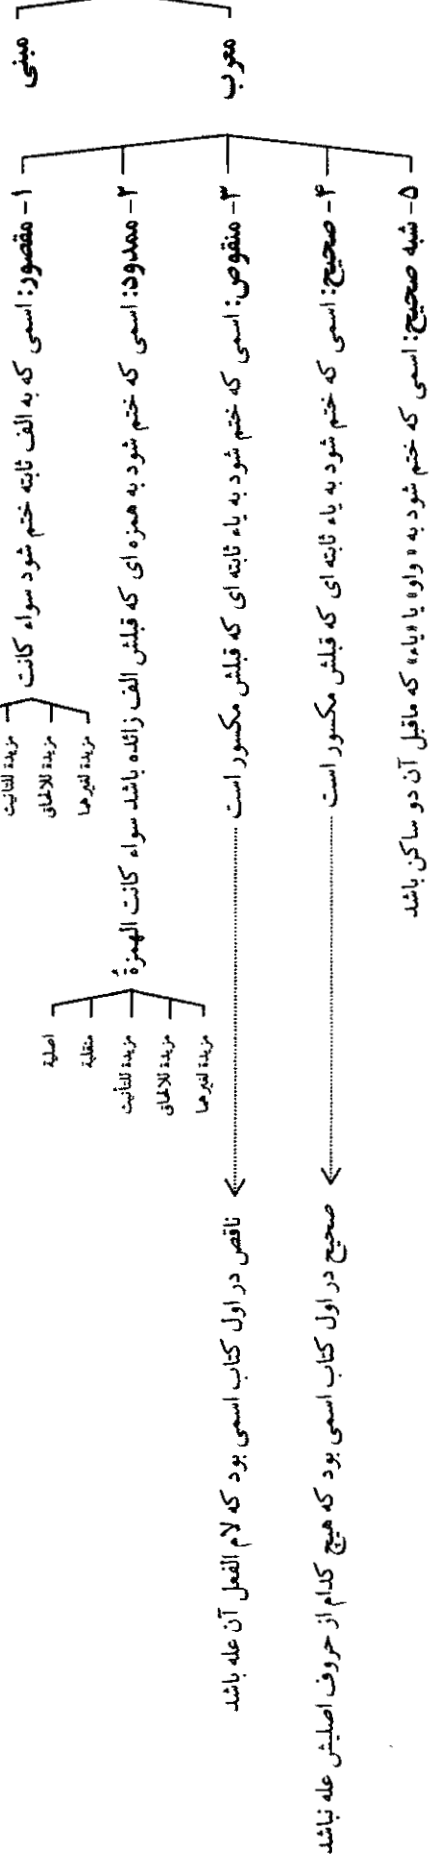 معرب
مبنی
۱- مقصور: اسمی که به الف ثابته ختم شود سواء کانت
مزیدة للتانیث
مزیدة للالحاق
مزیدة لغیرهما
۲- ممدود: اسمی که ختم شود به همزه ای که قبلش الف زائده باشد سواء کانت الهمزةُ
اصلیة
منقلبة
مزیدة للتأنیث
مزیدة للالحاق
مزیدة لغیرهما
۳- منقوص: اسمی که ختم شود به یاء ثابته ای که قبلش مکسور است
ناقص در اول کتاب اسمی بود که لام الفعل آن عله باشد
۴- صحیح: اسمی که ختم شود به یاء ثابته ای که قبلش مکسور است
صحیح در اول کتاب اسمی بود که هیچ کدام از حروف اصلیش عله نباشد
۵- شبه صحیح: اسمی که ختم شود به «واو» یا «یاء» که ماقبل آن دو ساکن باشد